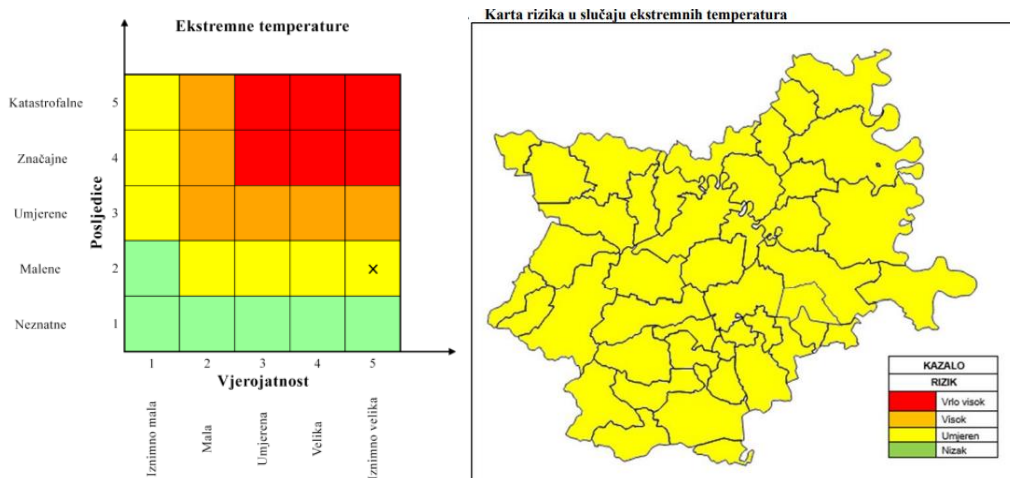 Ekstremne temperature
Katastrofalne 5
Značajne 4
Umjerene 3
Malene 2
Neznatne 1
Posljedice
x
1 2 3 4 5
Vjerojatnost
Iznimno mala
Mala
Umjerena
Velika
Iznimno velika
Karta rizika u slučaju ekstremnih temperatura
KAZALO
RIZIK
Vrlo visok
Visok
Umjeren
Nizak